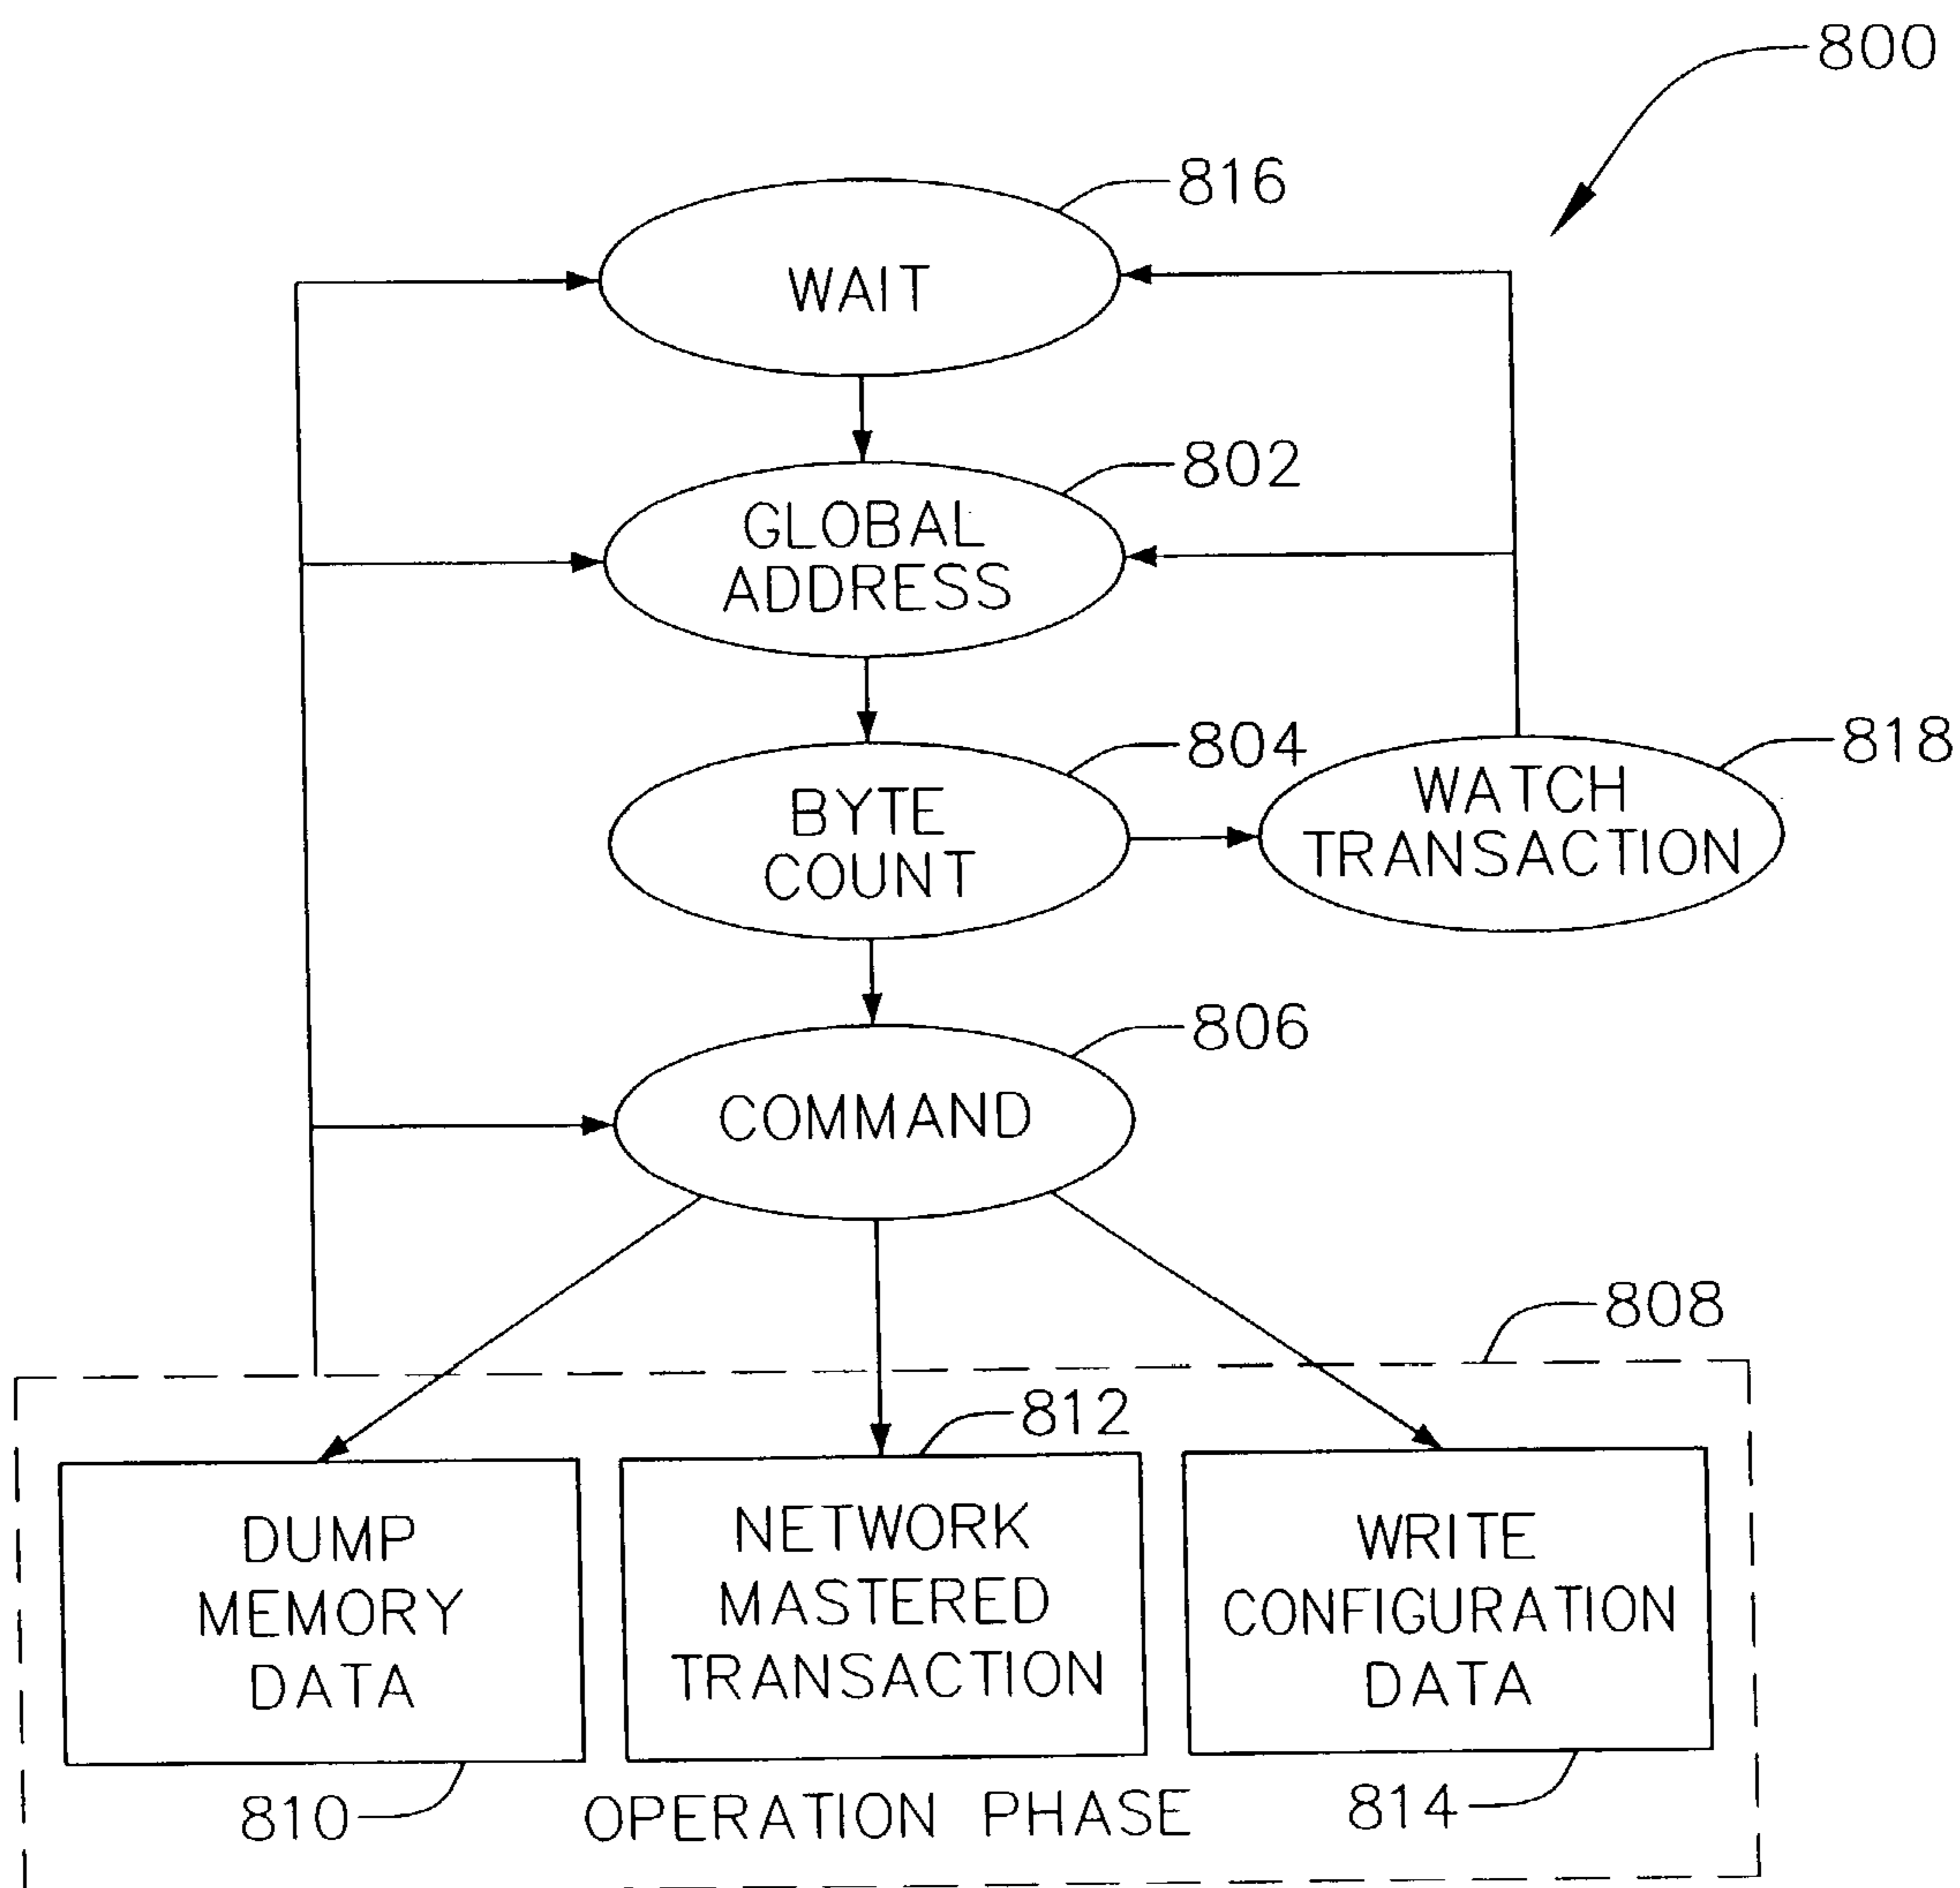 800
816
WAIT
802
GLOBAL
ADDRESS
804
818
BYTE
COUNT
WATCH
TRANSACTION
806
COMMAND
808
812
DUMP
MEMORY
DATA
NETWORK
MASTERED
TRANSACTION
WRITE
CONFIGURATION
DATA
810
OPERATION PHASE
814